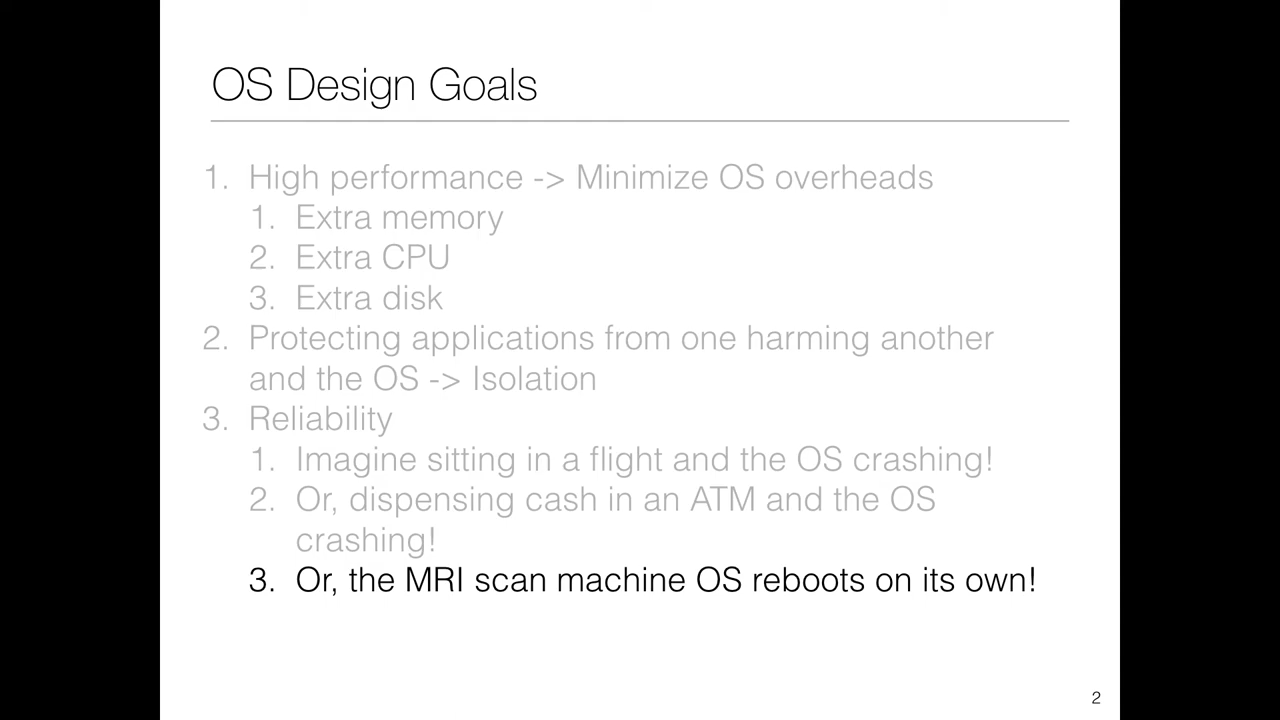 OS Design Goals
1. High performance -> Minimize OS overheads
1. Extra memory
2. Extra CPU
3. Extra disk
2. Protecting applications from one harming another
and the OS -> Isolation
3. Reliability
1. Imagine sitting in a flight and the OS crashing!
2. Or, dispensing cash in an ATM and the OS
crashing!
3. Or, the MRI scan machine OS reboots on its own!
2